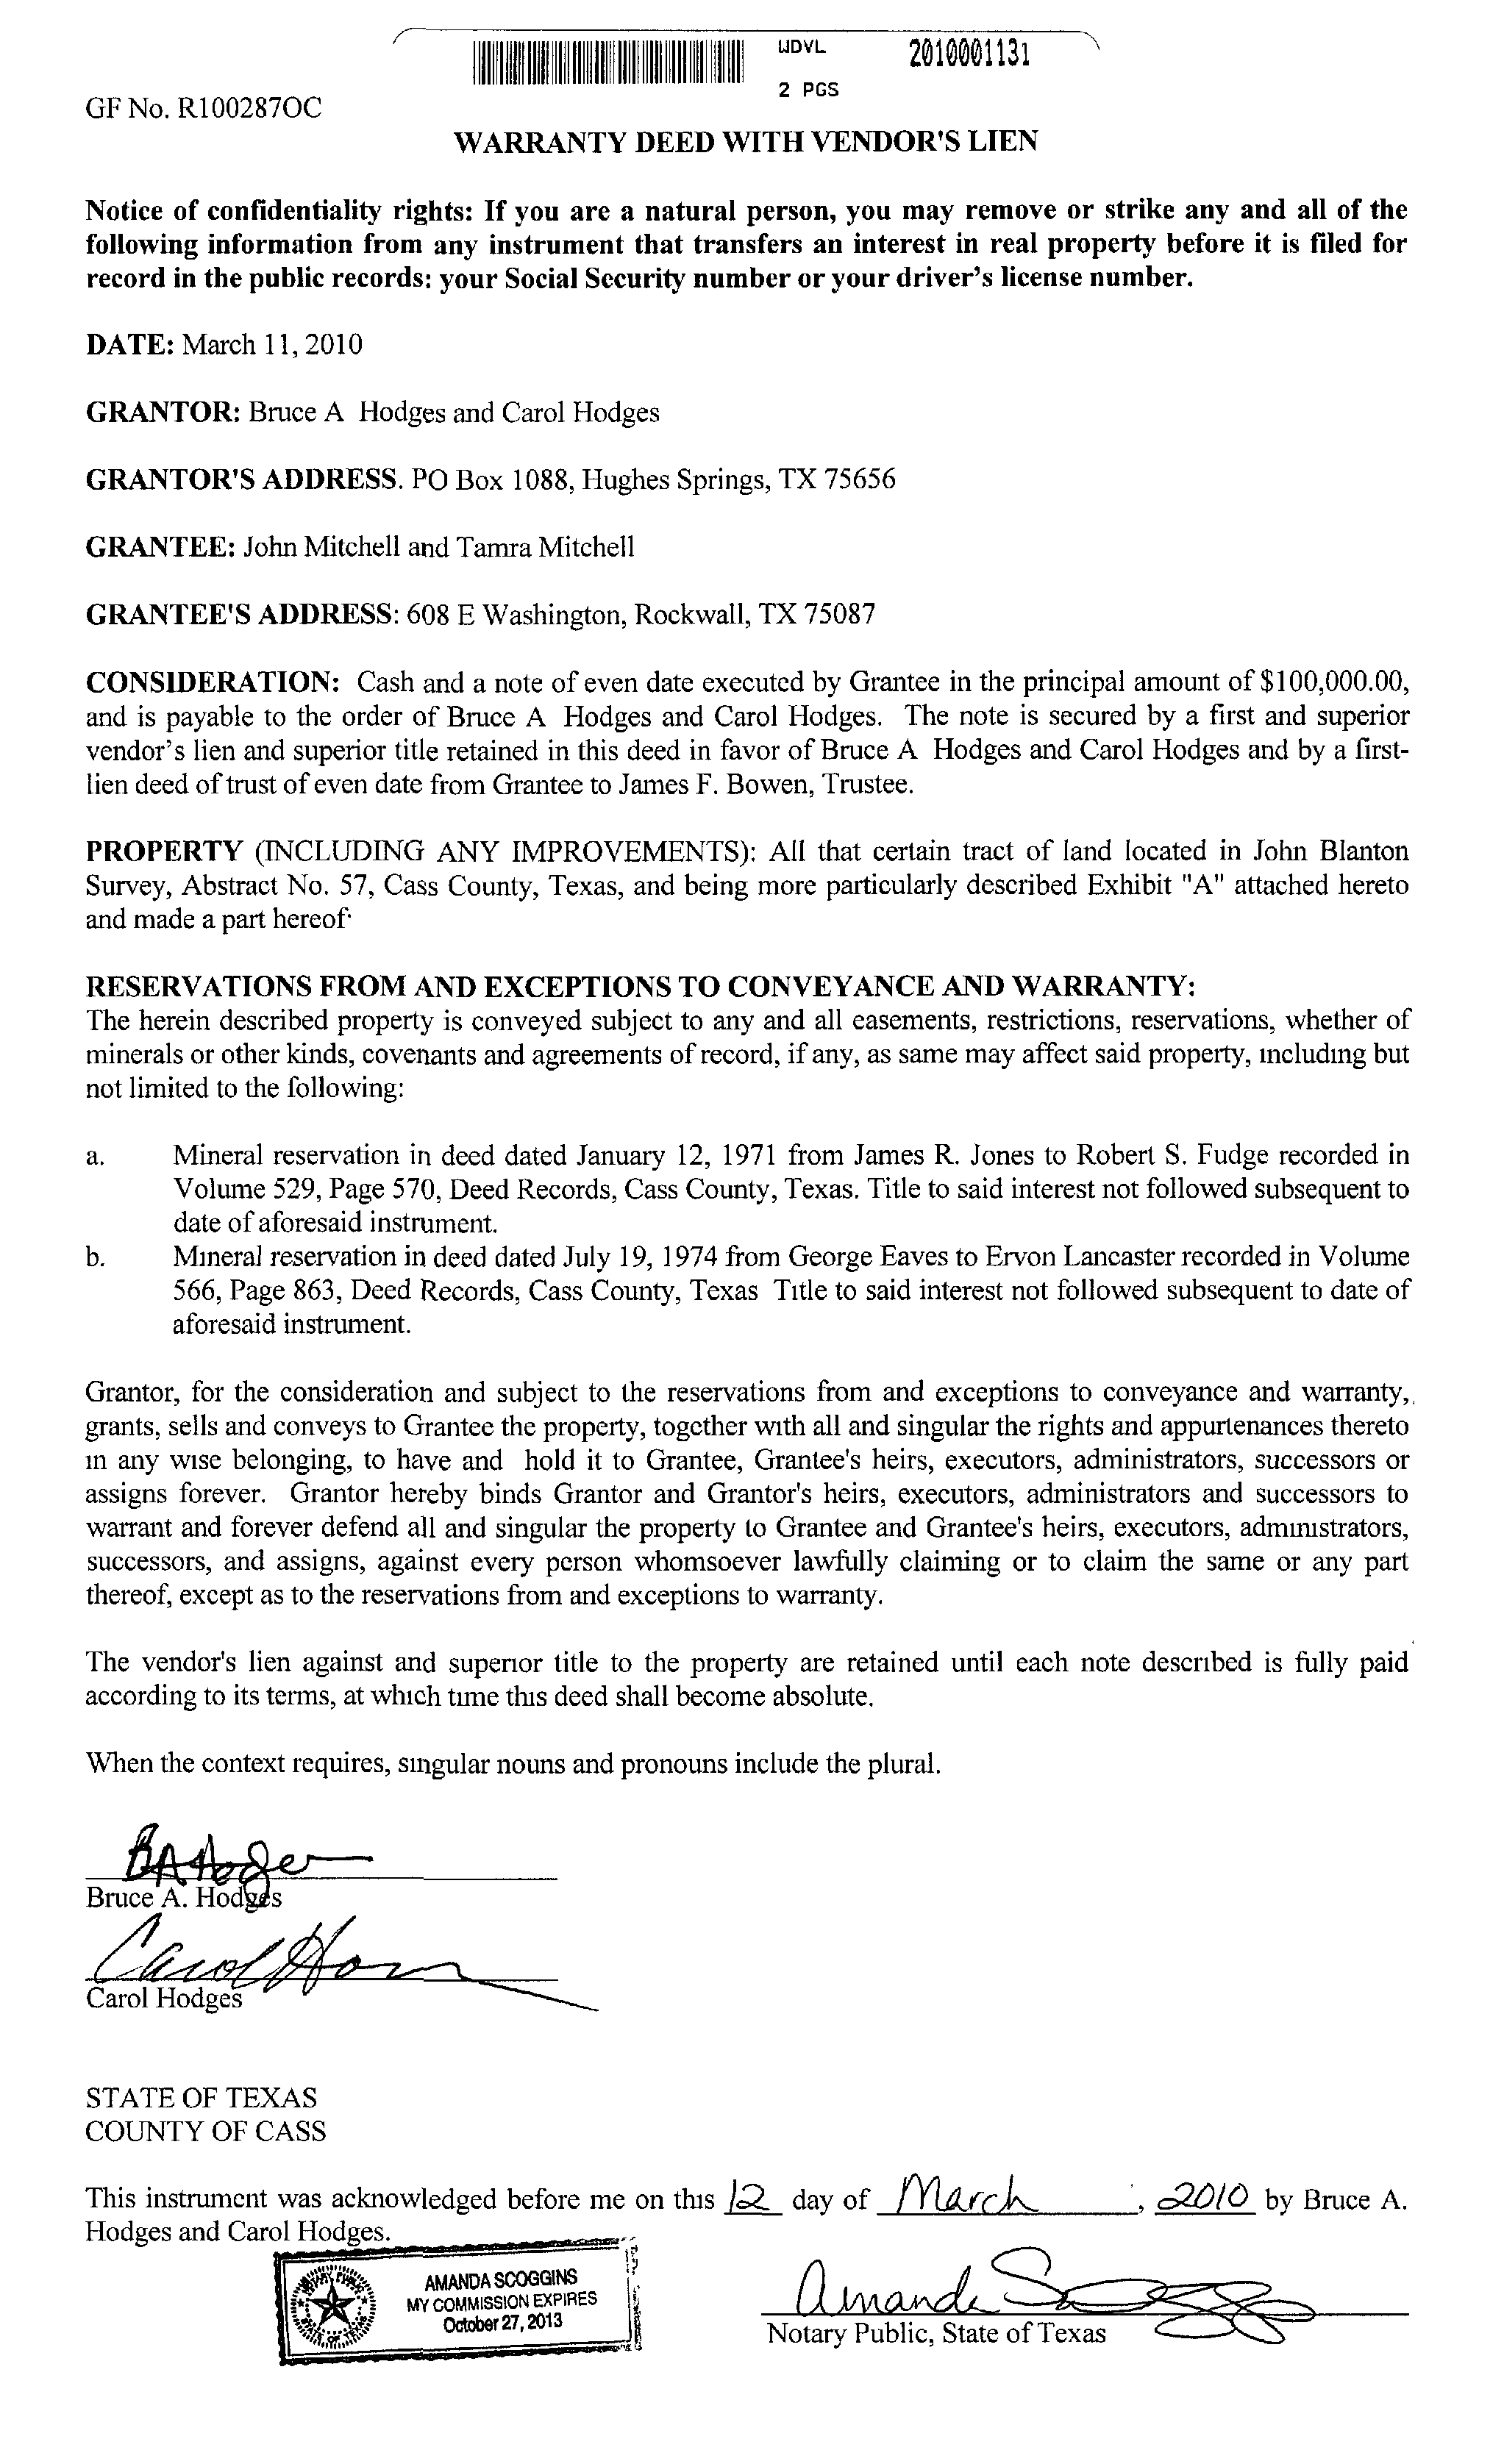 WDVL 2010001131
2 PGS
GF No. R100287OC
WARRANTY DEED WITH VENDOR'S LIEN
Notice of confidentiality rights: If you are a natural person, you may remove or strike any and all of the
following information from any instrument that transfers an interest in real property before it is filed for
record in the public records: your Social Security number or your driver's license number.
DATE: March 11, 2010
GRANTOR: Bruce A Hodges and Carol Hodges
GRANTOR'S ADDRESS. PO Box 1088, Hughes Springs, TX 75656
GRANTEE: John Mitchell and Tamra Mitchell
GRANTEE'S ADDRESS: 608 E Washington, Rockwall, TX 75087
CONSIDERATION: Cash and a note of even date executed by Grantee in the principal amount of $100,000.00,
and is payable to the order of Bruce A Hodges and Carol Hodges. The note is secured by a first and superior
vendor's lien and superior title retained in this deed in favor of Bruce A Hodges and Carol Hodges and by a first-
lien deed of trust of even date from Grantee to James F. Bowen, Trustee.
PROPERTY (INCLUDING ANY IMPROVEMENTS): All that certain tract of land located in John Blanton
Survey, Abstract No. 57, Cass County, Texas, and being more particularly described Exhibit "A" attached hereto
and made a part hereof
RESERVATIONS FROM AND EXCEPTIONS TO CONVEYANCE AND WARRANTY:
The herein described property is conveyed subject to any and all easements, restrictions, reservations, whether of
minerals or other kinds, covenants and agreements of record, if any, as same may affect said property, including but
not limited to the following:
a. Mineral reservation in deed dated January 12, 1971 from James R. Jones to Robert S. Fudge recorded in
Volume 529, Page 570, Deed Records, Cass County, Texas. Title to said interest not followed subsequent to
date of aforesaid instrument.
b. Mineral reservation in deed dated July 19, 1974 from George Eaves to Ervon Lancaster recorded in Volume
566, Page 863, Deed Records, Cass County, Texas Title to said interest not followed subsequent to date of
aforesaid instrument.
Grantor, for the consideration and subject to the reservations from and exceptions to conveyance and warranty,
grants, sells and conveys to Grantee the property, together with all and singular the rights and appurtenances thereto
in any wise belonging, to have and hold it to Grantee, Grantee's heirs, executors, administrators, successors or
assigns forever. Grantor hereby binds Grantor and Grantor's heirs, executors, administrators and successors to
warrant and forever defend all and singular the property to Grantee and Grantee's heirs, executors, administrators,
successors, and assigns, against every person whomsoever lawfully claiming or to claim the same or any part
thereof, except as to the reservations from and exceptions to warranty.
The vendor's lien against and superior title to the property are retained until each note described is fully paid
according to its terms, at which time this deed shall become absolute.
When the context requires, singular nouns and pronouns include the plural.
Bruce A. Hodges
Carol
Carol Hodges
STATE OF TEXAS
COUNTY OF CASS
This instrument was acknowledged before me on this 12 day of March, 2010 by Bruce A.
Hodges and Carol Hodges.
AMANDA SCOGGINS
MY COMMISSION EXPIRES
October 27, 2013
Amanda
Notary Public, State of Texas